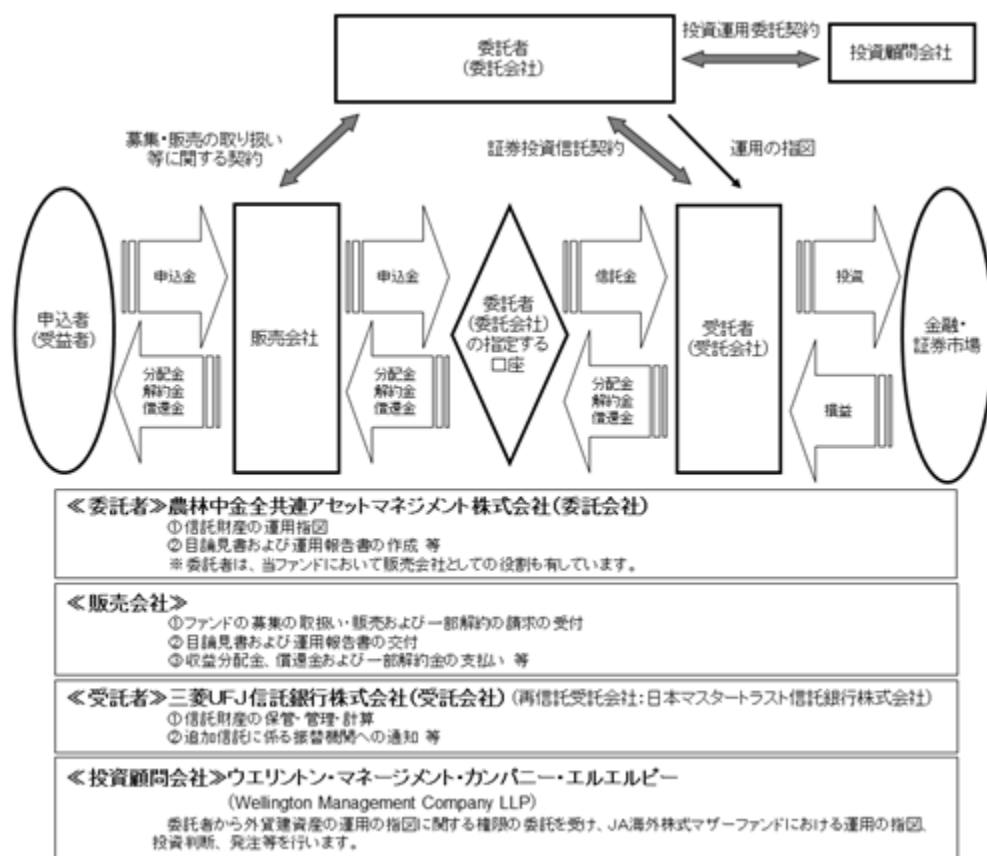 委託者
(委託会社)
投資運用委託契約
投資顧問会社
募集・販売の取り扱い
等に関する契約
証券投資信託契約
運用の指図
申込者
(受益者)
申込金
分配金
解約金
償還金
販売会社
申込金
分配金
解約金
償還金
委託者
(委託会社)
の指定する
口座
信託金
分配金
解約金
償還金
受託者
(受託会社)
投資
損益
金融・
証券市場
≪委託者≫農林中金全共連アセットマネジメント株式会社(委託会社)
①信託財産の運用指図
②目論見書および運用報告書の作成 等
※委託者は、当ファンドにおいて販売会社としての役割も有しています。
≪販売会社≫
①ファンドの募集の取扱い・販売および一部解約の請求の受付
②目論見書および運用報告書の交付
③収益分配金、償還金および一部解約金の支払い 等
≪受託者≫三菱UFJ信託銀行株式会社(受託会社) (再信託受託会社:日本マスタートラスト信託銀行株式会社)
①信託財産の保管・管理・計算
②追加信託に係る振替機関への通知 等
≪投資顧問会社≫ウエリントン・マネージメント・カンパニー・エルエルピー
(Wellington Management Company LLP)
委託者から外貨建資産の運用の指図に関する権限の委託を受け、JA海外株式マザーファンドにおける運用の指図、
投資判断、発注等を行います。